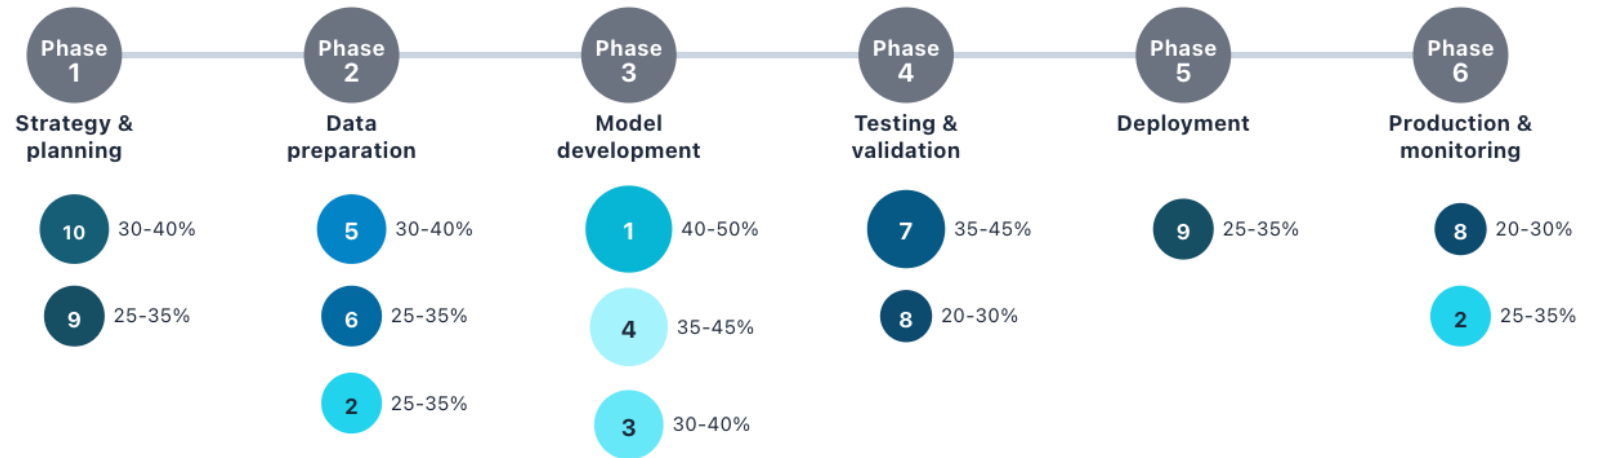 Phase
1
Phase
2
Phase
3
Phase
4
Phase
5
Phase
6
Strategy &
planning
Data
preparation
Model
development
Testing &
validation
Deployment
Production &
monitoring
10 30-40%
5 30-40%
1 40-50%
7 35-45%
9 25-35%
8 20-30%
9 25-35%
6 25-35%
4 35-45%
8 20-30%
2 25-35%
2 25-35%
3 30-40%